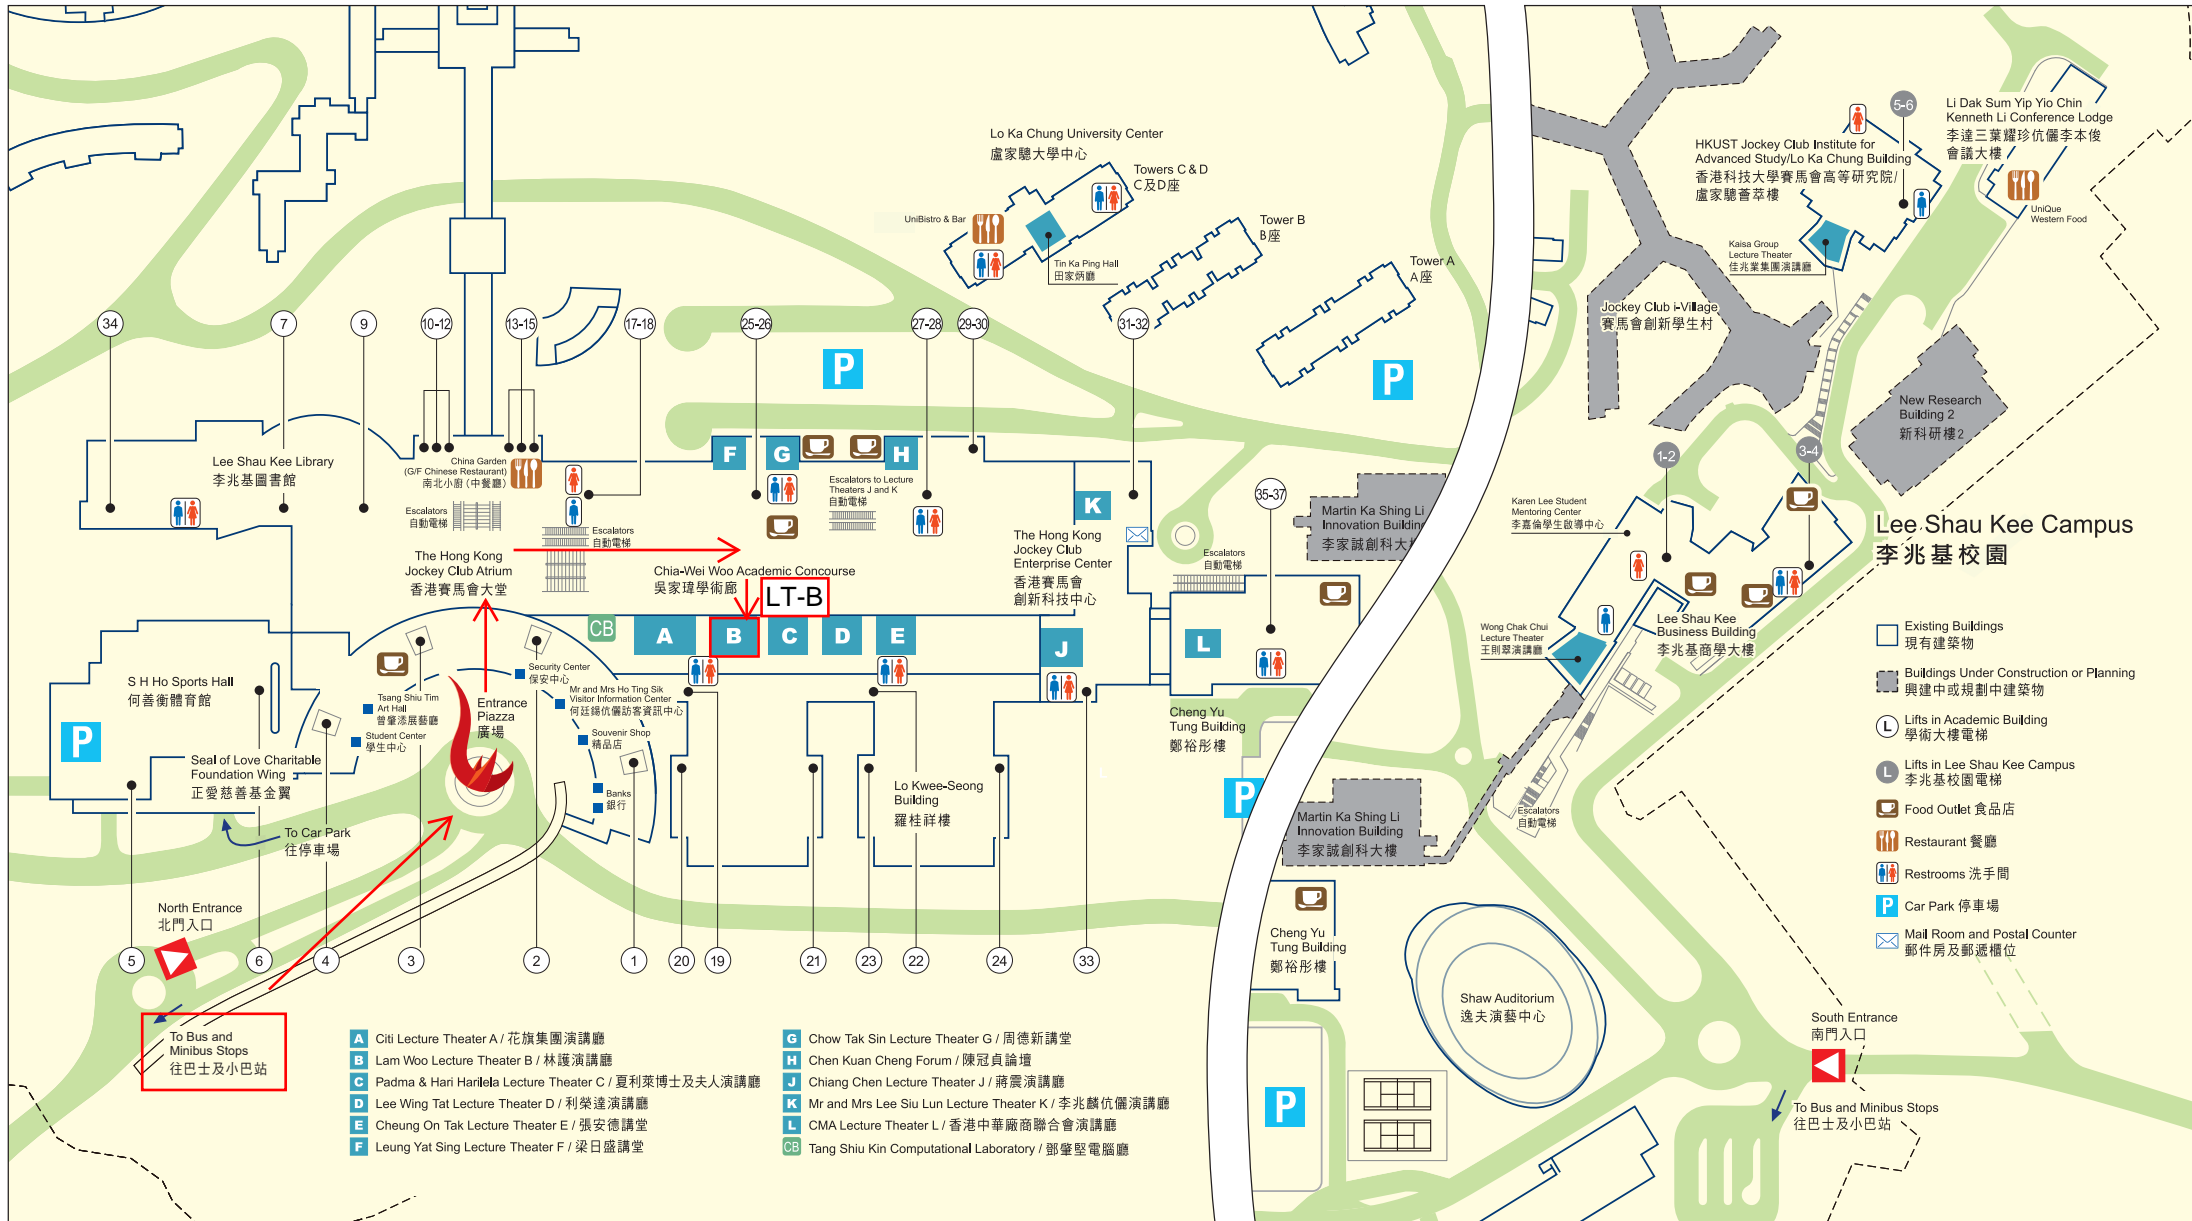 Lo Ka Chung University Center
盧家驄大學中心
Towers C & D
C及D座
UniBistro & Bar
Tin Ka Ping Hall
田家炳廳
Tower B
B座
Tower A
A座
5-6
Li Dak Sum Yip Yio Chin
Kenneth Li Conference Lodge
李達三葉耀珍伉儷李本俊
會議大樓
HKUST Jockey Club Institute for
Advanced Study/Lo Ka Chung Building
香港科技大學賽馬會高等研究院/
盧家驄薈萃樓
UniQue
Western Food
Kaisa Group
Lecture Theater
佳兆業集團演講廳
Jockey Club i-Village
賽馬會創新學生村
New Research
Building 2
新科研樓2
34
7
9
10-12
13-15
17-18
25-26
27-28
29-30
31-32
P
P
Lee Shau Kee Library
李兆基圖書館
China Garden
(G/F Chinese Restaurant)
南北小廚 (中餐廳)
Escalators
自動電梯
Escalators
自動電梯
F
G
H
K
Escalators to Lecture
Theaters J and K
自動電梯
The Hong Kong
Jockey Club Atrium
香港賽馬會大堂
Chia-Wei Woo Academic Concourse
吳家瑋學術廊
LT-B
The Hong Kong
Jockey Club
Enterprise Center
香港賽馬會
創新科技中心
35-37
Escalators
自動電梯
Martin Ka Shing Li
Innovation Building
李家誠創科大樓
1-2
3-4
Karen Lee Student
Mentoring Center
李嘉倫學生啟導中心
Lee Shau Kee Campus
李兆基校園
Wong Chak Chui
Lecture Theater
王則翠演講廳
Lee Shau Kee
Business Building
李兆基商學大樓
CB
A
B
C
D
E
J
L
S H Ho Sports Hall
何善衡體育館
P
Tsang Shiu Tim
Art Hall
曾肇添展藝廳
Student Center
學生中心
Security Center
保安中心
Mr and Mrs Ho Ting Sik
Visitor Information Center
何廷錫伉儷訪客資訊中心
Entrance
Piazza
廣場
Souvenir Shop
精品店
Banks
銀行
Seal of Love Charitable
Foundation Wing
正愛慈善基金翼
To Car Park
往停車場
Lo Kwee-Seong
Building
羅桂祥樓
Cheng Yu
Tung Building
鄭裕彤樓
P
Martin Ka Shing Li
Innovation Building
李家誠創科大樓
Escalators
自動電梯
Existing Buildings
現有建築物
Buildings Under Construction or Planning
興建中或規劃中建築物
L
Lifts in Academic Building
學術大樓電梯
L
Lifts in Lee Shau Kee Campus
李兆基校園電梯
Food Outlet 食品店
Restaurant 餐廳
Restrooms 洗手間
P
Car Park 停車場
Mail Room and Postal Counter
郵件房及郵遞櫃位
North Entrance
北門入口
5
6
4
3
2
1
20
19
21
23
22
24
33
Cheng Yu
Tung Building
鄭裕彤樓
Shaw Auditorium
逸夫演藝中心
South Entrance
南門入口
To Bus and Minibus Stops
往巴士及小巴站
To Bus and
Minibus Stops
往巴士及小巴站
P
A Citi Lecture Theater A / 花旗集團演講廳
B Lam Woo Lecture Theater B / 林護演講廳
C Padma & Hari Harilela Lecture Theater C / 夏利萊博士及夫人演講廳
D Lee Wing Tat Lecture Theater D / 利榮達演講廳
E Cheung On Tak Lecture Theater E / 張安德講堂
F Leung Yat Sing Lecture Theater F / 梁日盛講堂
G Chow Tak Sin Lecture Theater G / 周德新講堂
H Chen Kuan Cheng Forum / 陳冠貞論壇
J Chiang Chen Lecture Theater J / 蔣震演講廳
K Mr and Mrs Lee Siu Lun Lecture Theater K / 李兆麟伉儷演講廳
L CMA Lecture Theater L / 香港中華廠商聯合會演講廳
CB Tang Shiu Kin Computational Laboratory / 鄧肇堅電腦廳